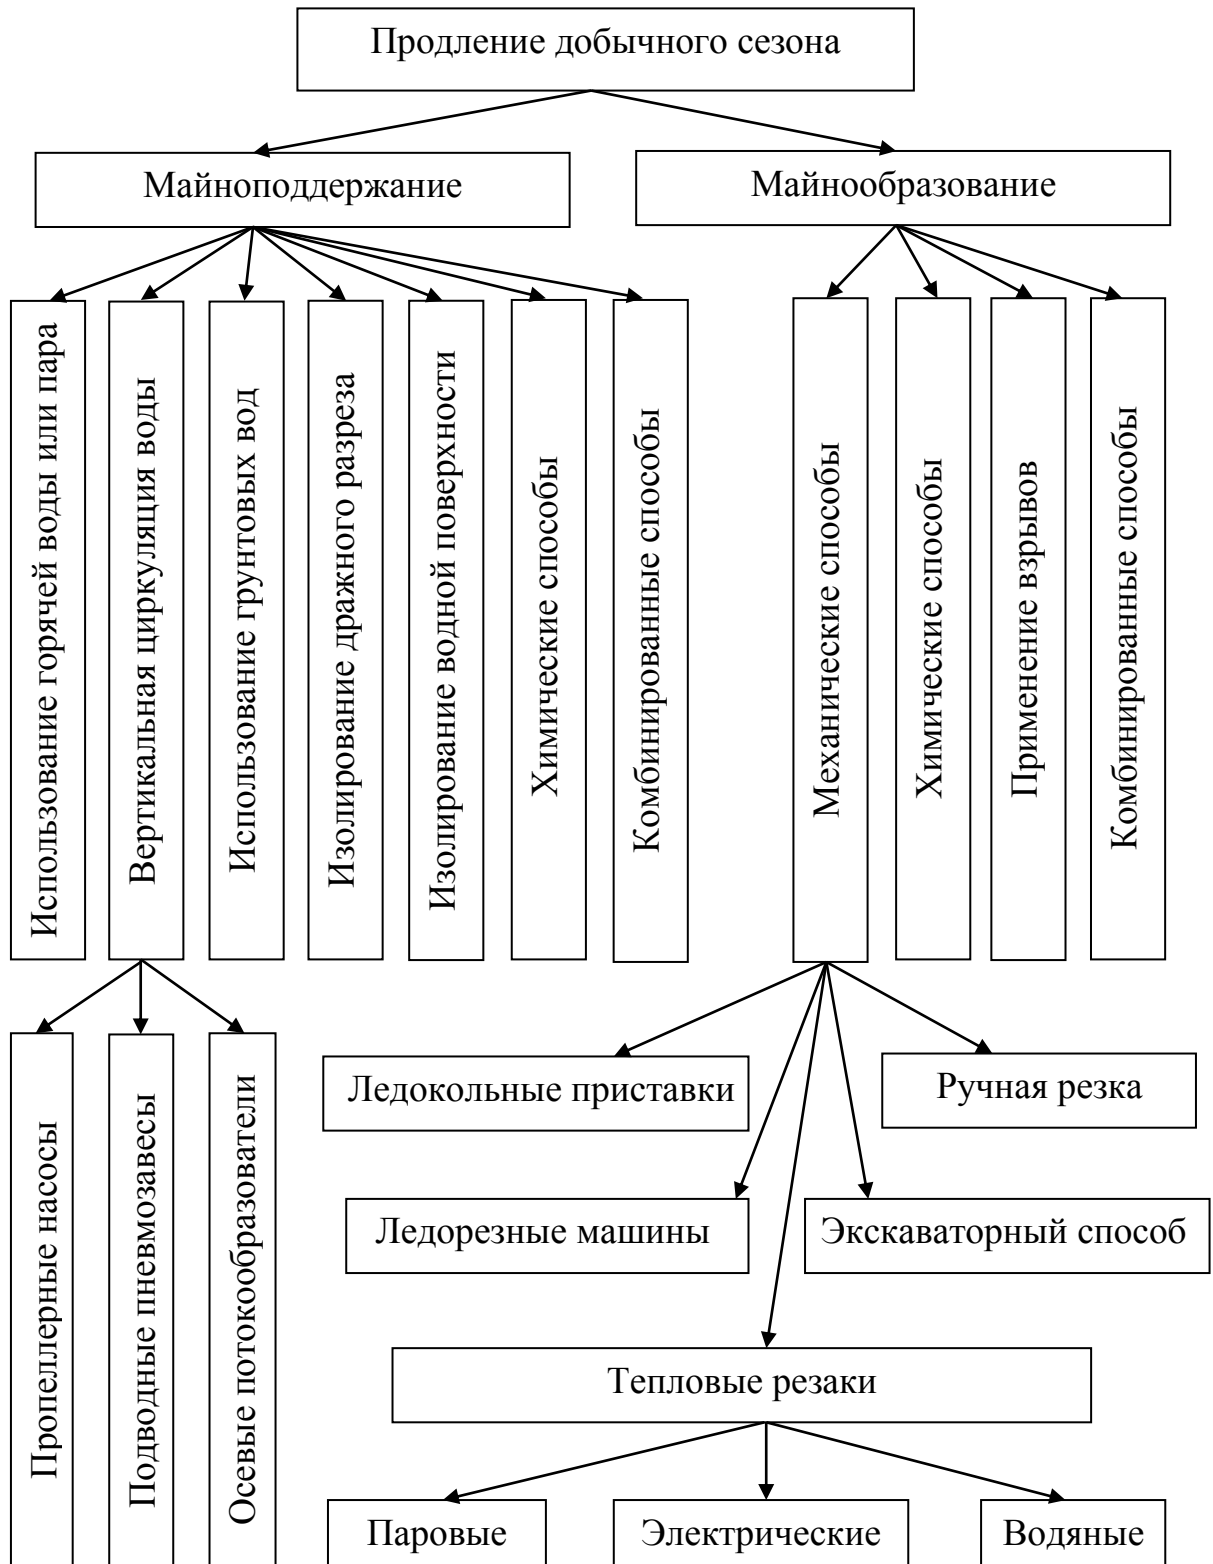 Продление добычного сезона
Майноподдержание
Майнообразование
Использование горячей воды или пара
Вертикальная циркуляция воды
Использование грунтовых вод
Изолирование дражного разреза
Изолирование водной поверхности
Химические способы
Комбинированные способы
Механические способы
Химические способы
Применение взрывов
Комбинированные способы
Пропеллерные насосы
Подводные пневмозавесы
Осевые потокообразователи
Ледокольные приставки
Ручная резка
Ледорезные машины
Экскаваторный способ
Тепловые резаки
Паровые
Электрические
Водяные